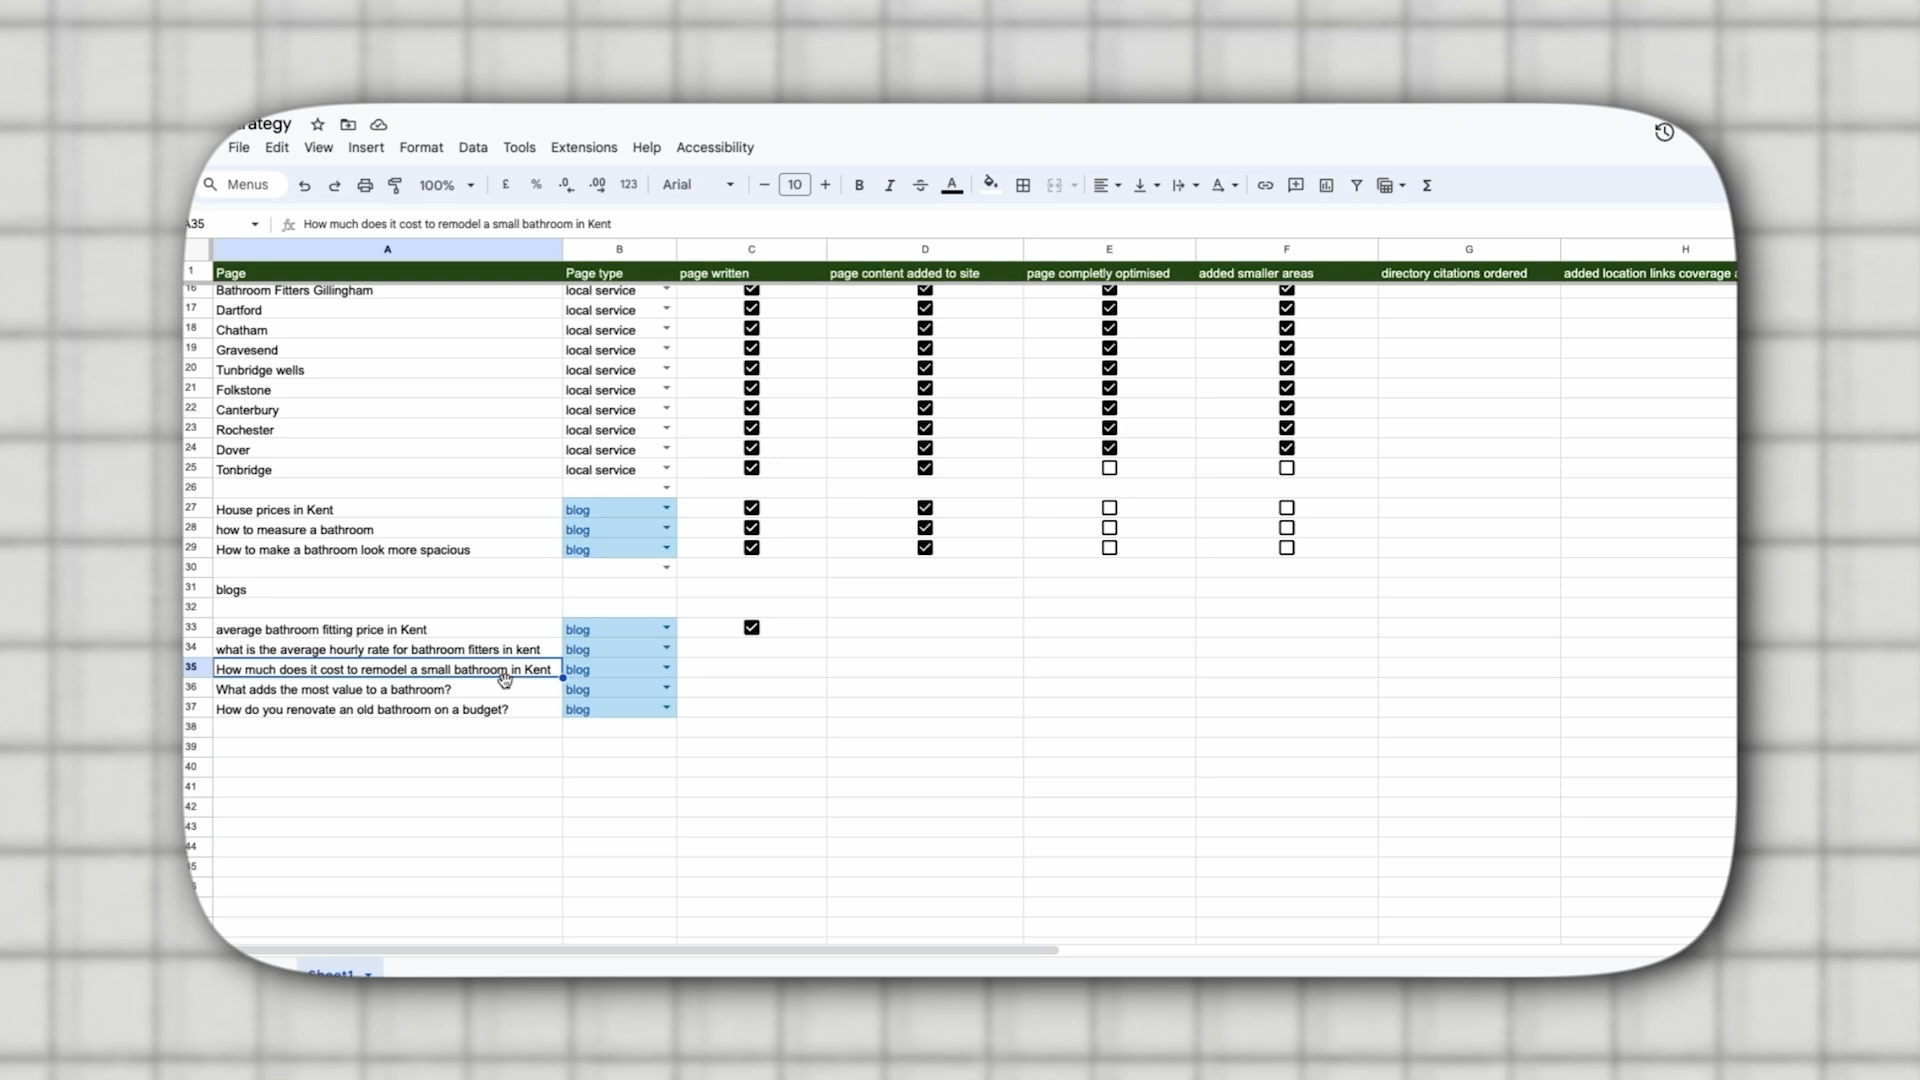 rategy
File Edit View Insert Format Data Tools Extensions Help Accessibility
Menus 100% £ % .0 .00 123 Arial 10 B I S A Σ
A35 fx How much does it cost to remodel a small bathroom in Kent
A B C D E F G H
1 Page Page type page written page content added to site page completly optimised added smaller areas directory citations ordered added location links coverage
16 Bathroom Fitters Gillingham local service
17 Dartford local service
18 Chatham local service
19 Gravesend local service
20 Tunbridge wells local service
21 Folkstone local service
22 Canterbury local service
23 Rochester local service
24 Dover local service
25 Tonbridge local service
26
27 House prices in Kent blog
28 how to measure a bathroom blog
29 How to make a bathroom look more spacious blog
30
31 blogs
32
33 average bathroom fitting price in Kent blog
34 what is the average hourly rate for bathroom fitters in kent blog
35 How much does it cost to remodel a small bathroom in Kent blog
36 What adds the most value to a bathroom? blog
37 How do you renovate an old bathroom on a budget? blog
38
39
40
41
42
43
44
Sheet1